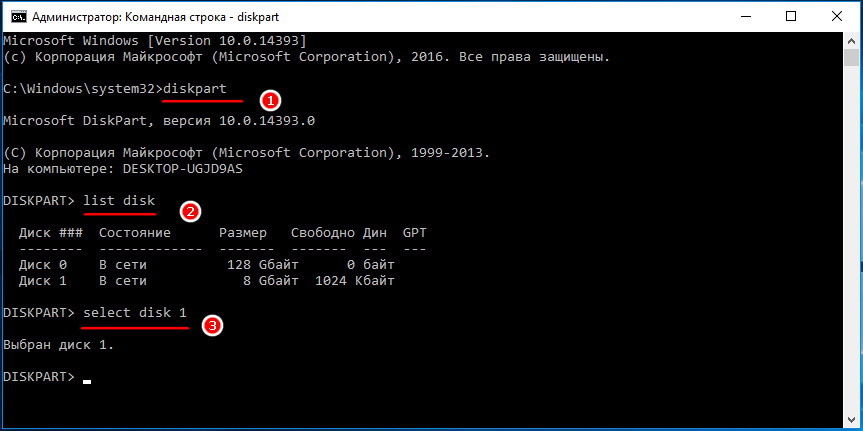 Администратор: Командная строка - diskpart
Microsoft Windows [Version 10.0.14393]
(c) Корпорация Майкрософт (Microsoft Corporation), 2016. Все права защищены.
C:\Windows\system32>diskpart
1
Microsoft DiskPart, версия 10.0.14393.0
(C) Корпорация Майкрософт (Microsoft Corporation), 1999-2013.
На компьютере: DESKTOP-UGJD9AS
DISKPART> list disk
2
Диск ### Состояние Размер Свободно Дин GPT
-------- ------------- ------- ------- --- ---
Диск 0 В сети 128 Gбайт 0 байт
Диск 1 В сети 8 Gбайт 1024 Kбайт
DISKPART> select disk 1
3
Выбран диск 1.
DISKPART>